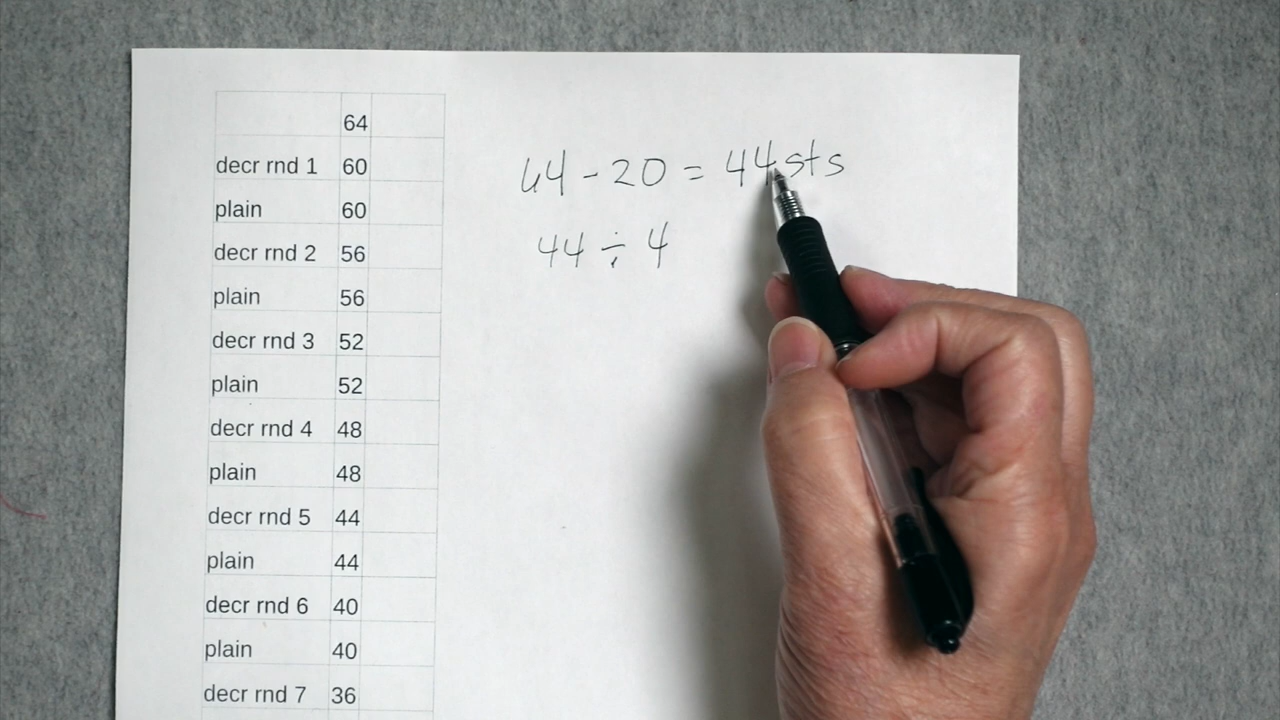 64
decr rnd 1 60
plain 60
decr rnd 2 56
plain 56
decr rnd 3 52
plain 52
decr rnd 4 48
plain 48
decr rnd 5 44
plain 44
decr rnd 6 40
plain 40
decr rnd 7 36
64 - 20 = 44 sts
44 ÷ 4